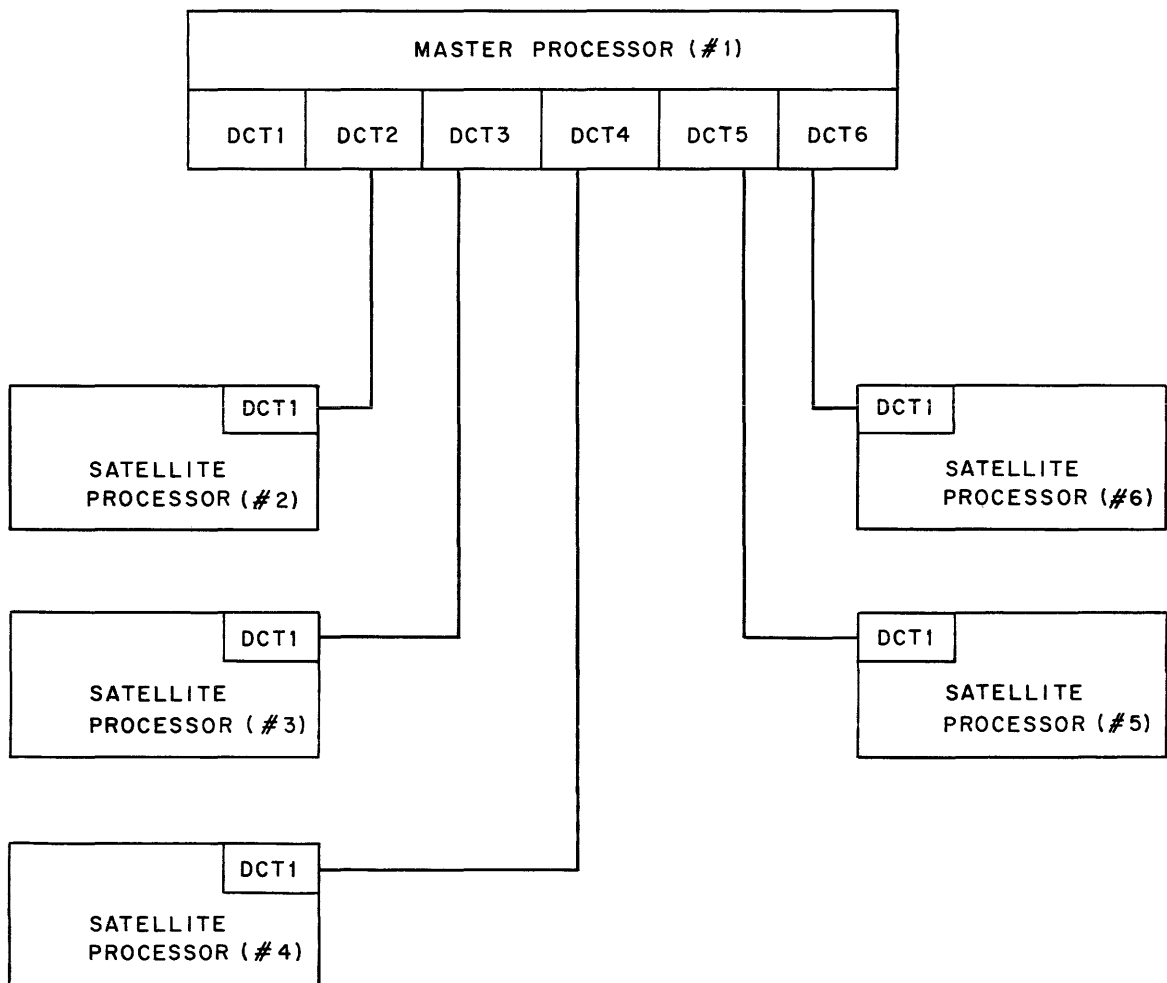 MASTER PROCESSOR (#1)
DCT1 DCT2 DCT3 DCT4 DCT5 DCT6
DCT1
SATELLITE
PROCESSOR (#2)
DCT1
SATELLITE
PROCESSOR (#6)
DCT1
SATELLITE
PROCESSOR (#3)
DCT1
SATELLITE
PROCESSOR (#5)
DCT1
SATELLITE
PROCESSOR (#4)